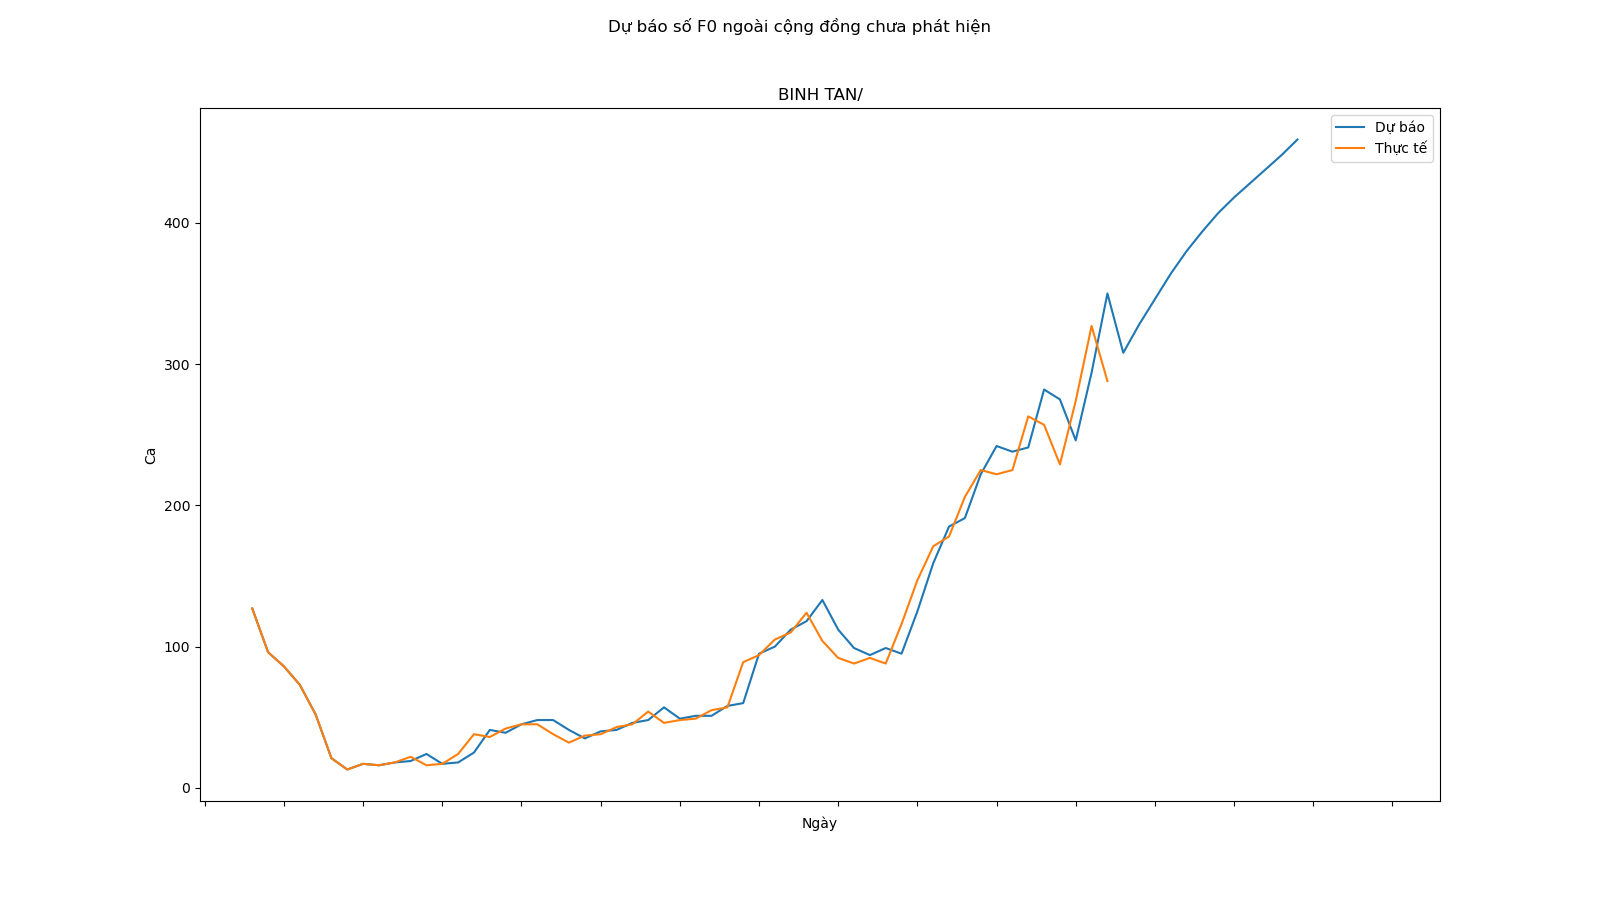 Dự báo số F0 ngoài cộng đồng chưa phát hiện
BINH TAN/
Dự báo
Thực tế
400
300
200
100
0
Ca
Ngày